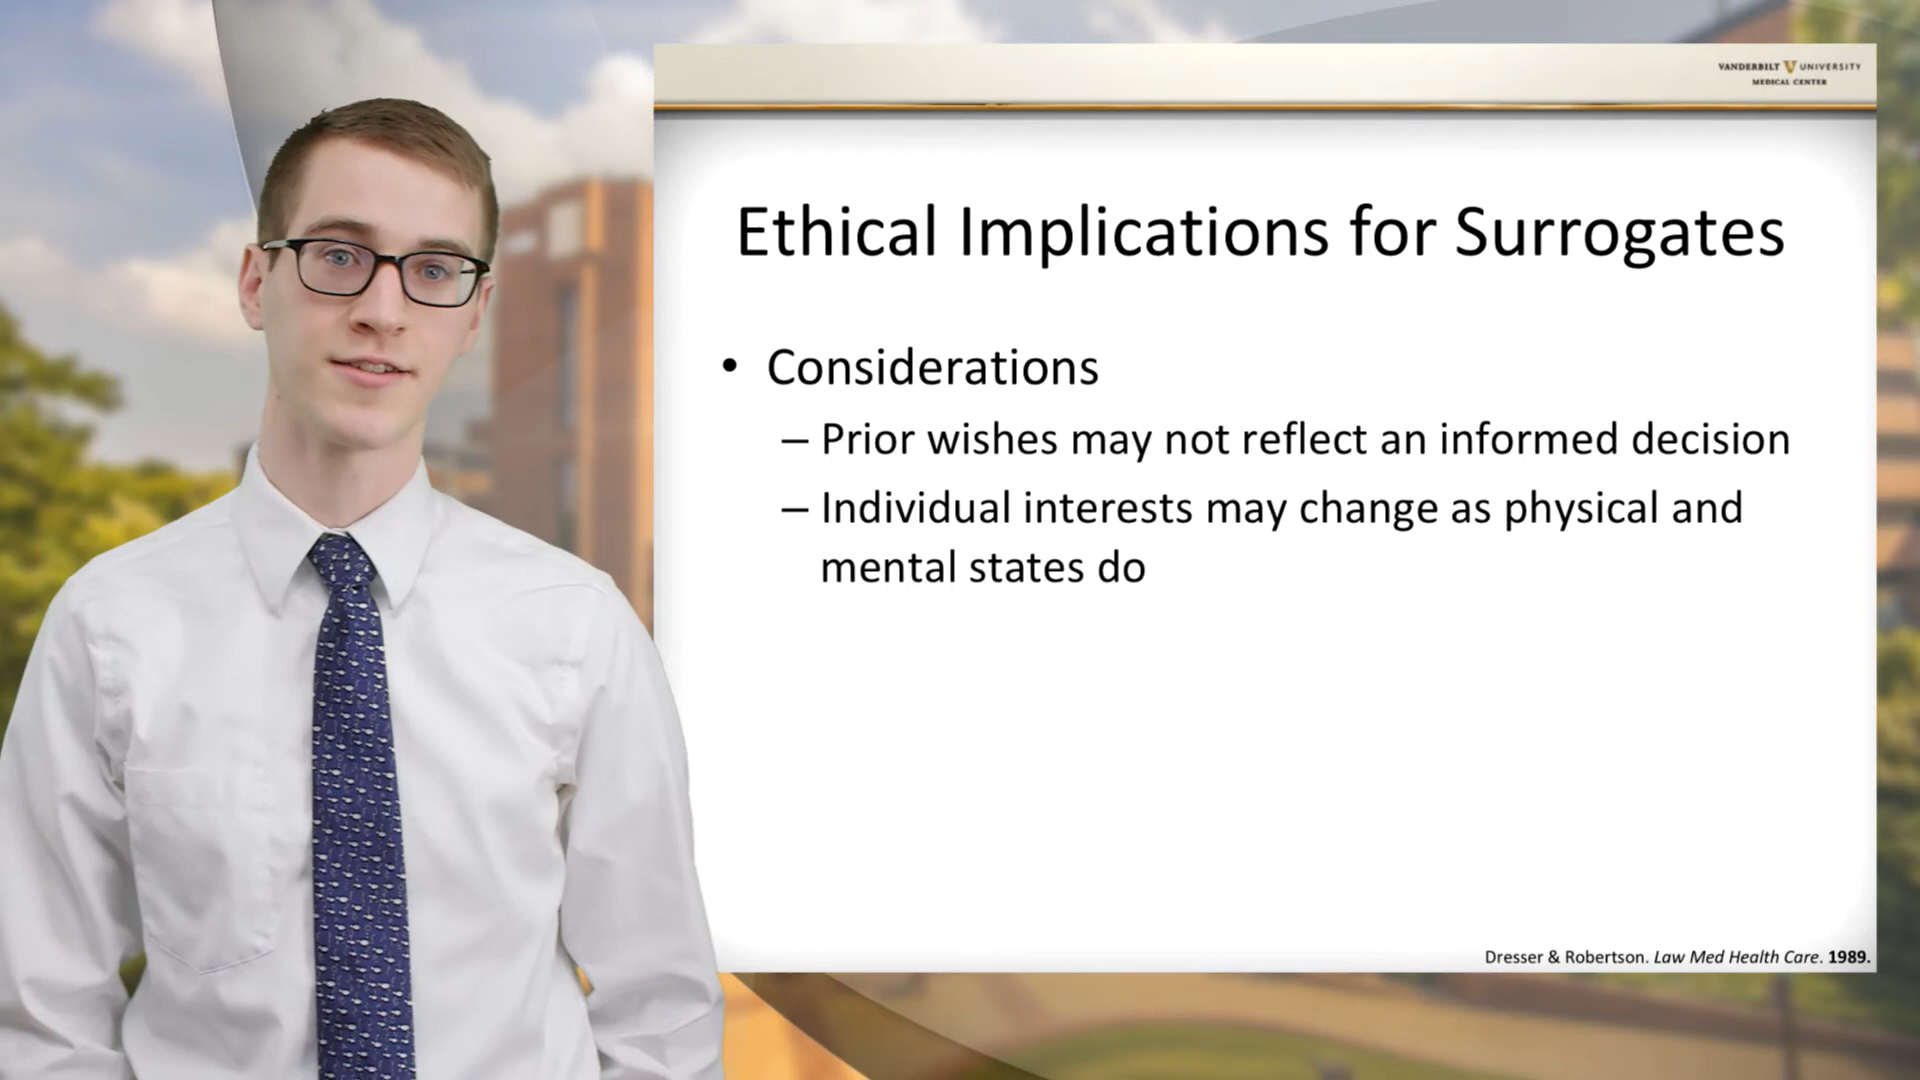 VANDERBILT V UNIVERSITY
MEDICAL CENTER
Ethical Implications for Surrogates
• Considerations
– Prior wishes may not reflect an informed decision
– Individual interests may change as physical and
mental states do
Dresser & Robertson. Law Med Health Care. 1989.